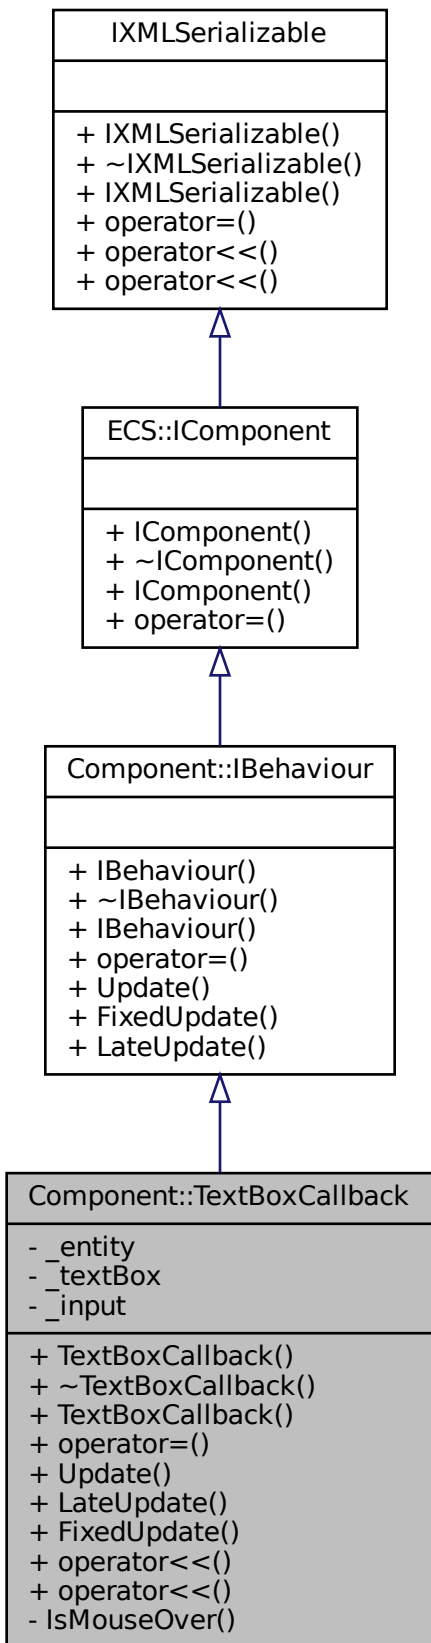 IXMLSerializable
+ IXMLSerializable()
+ ~IXMLSerializable()
+ IXMLSerializable()
+ operator=()
+ operator<<()
+ operator<<()
ECS::IComponent
+ IComponent()
+ ~IComponent()
+ IComponent()
+ operator=()
Component::IBehaviour
+ IBehaviour()
+ ~IBehaviour()
+ IBehaviour()
+ operator=()
+ Update()
+ FixedUpdate()
+ LateUpdate()
Component::TextBoxCallback
- _entity
- _textBox
- _input
+ TextBoxCallback()
+ ~TextBoxCallback()
+ TextBoxCallback()
+ operator=()
+ Update()
+ LateUpdate()
+ FixedUpdate()
+ operator<<()
+ operator<<()
- IsMouseOver()